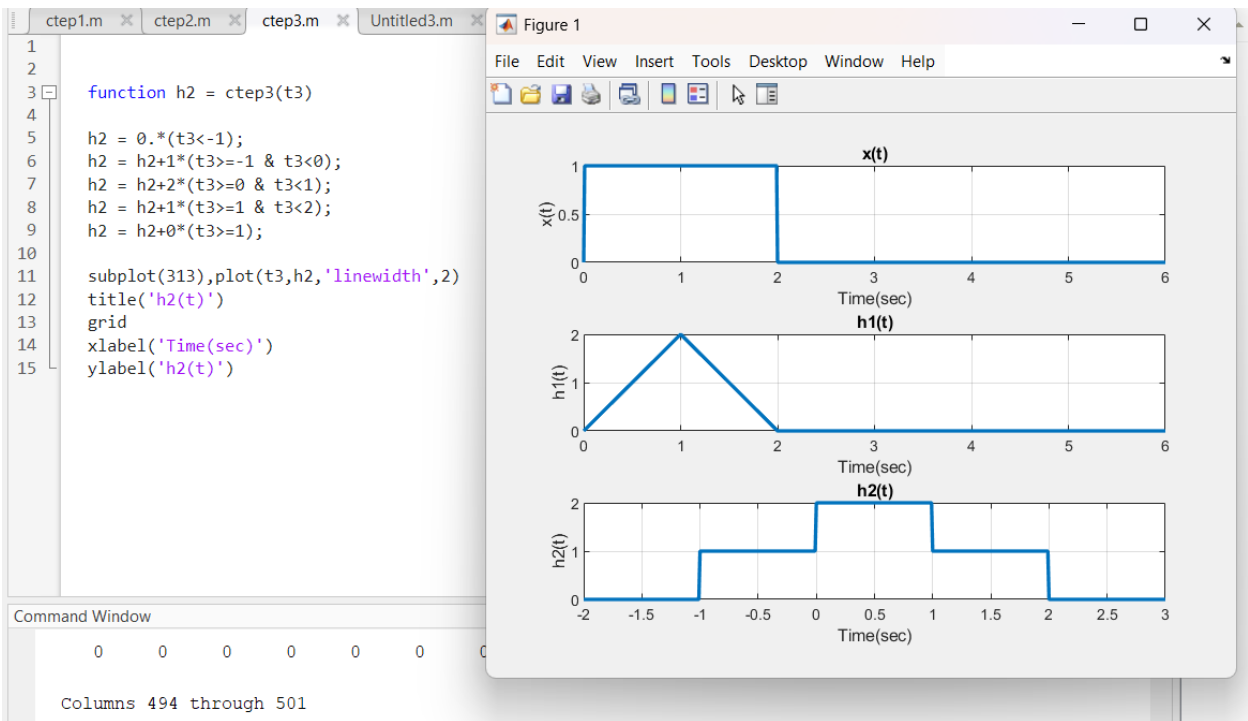 ctep1.m ctep2.m ctep3.m Untitled3.m
1
2
3 function h2 = ctep3(t3)
4
5 h2 = 0.*(t3<-1);
6 h2 = h2+1*(t3>=-1 & t3<0);
7 h2 = h2+2*(t3>=0 & t3<1);
8 h2 = h2+1*(t3>=1 & t3<2);
9 h2 = h2+0*(t3>=1);
10
11 subplot(313),plot(t3,h2,'linewidth',2)
12 title('h2(t)')
13 grid
14 xlabel('Time(sec)')
15 ylabel('h2(t)')
Command Window
0 0 0 0 0 0
Columns 494 through 501
Figure 1
File Edit View Insert Tools Desktop Window Help
x(t)
x(t)
1
0.5
0
0 1 2 3 4 5 6
Time(sec)
h1(t)
h1(t)
2
1
0
0 1 2 3 4 5 6
Time(sec)
h2(t)
h2(t)
2
1
0
-2 -1.5 -1 -0.5 0 0.5 1 1.5 2 2.5 3
Time(sec)